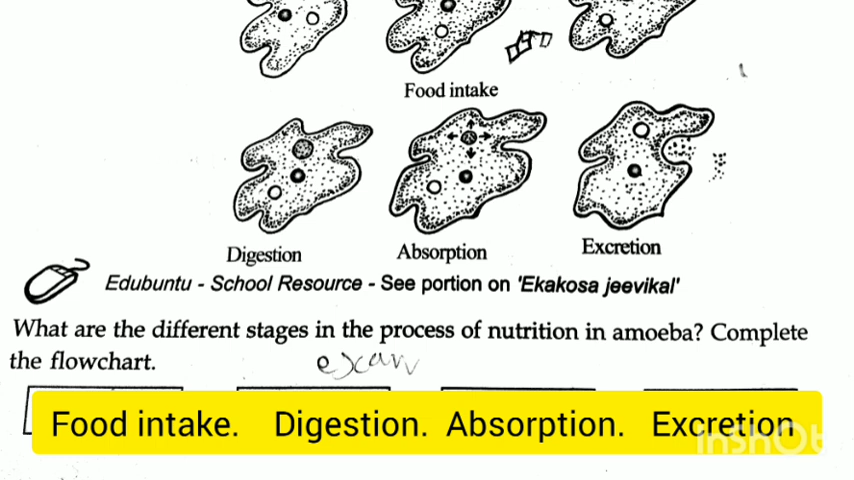 Food intake
Digestion Absorption Excretion
Edubuntu - School Resource - See portion on 'Ekakosa jeevikal'
What are the different stages in the process of nutrition in amoeba? Complete
the flowchart.
exam
Food intake. Digestion. Absorption. Excretion